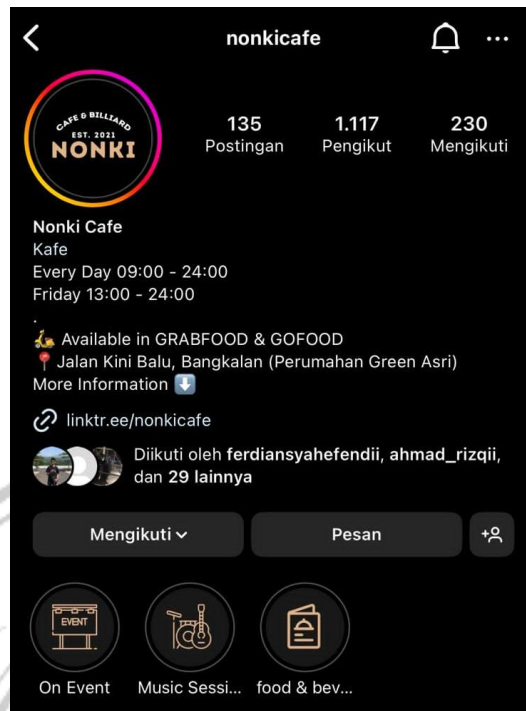 nonkicafe
CAFE & BILLIARD
EST. 2021
NONKI
135
Postingan
1.117
Pengikut
230
Mengikuti
Nonki Cafe
Kafe
Every Day 09:00 - 24:00
Friday 13:00 - 24:00
.
Available in GRABFOOD & GOFOOD
Jalan Kini Balu, Bangkalan (Perumahan Green Asri)
More Information
linktr.ee/nonkicafe
Diikuti oleh ferdiansyahefendii, ahmad_rizqii,
dan 29 lainnya
Mengikuti
Pesan
EVENT
On Event
Music Sessi...
food & bev...